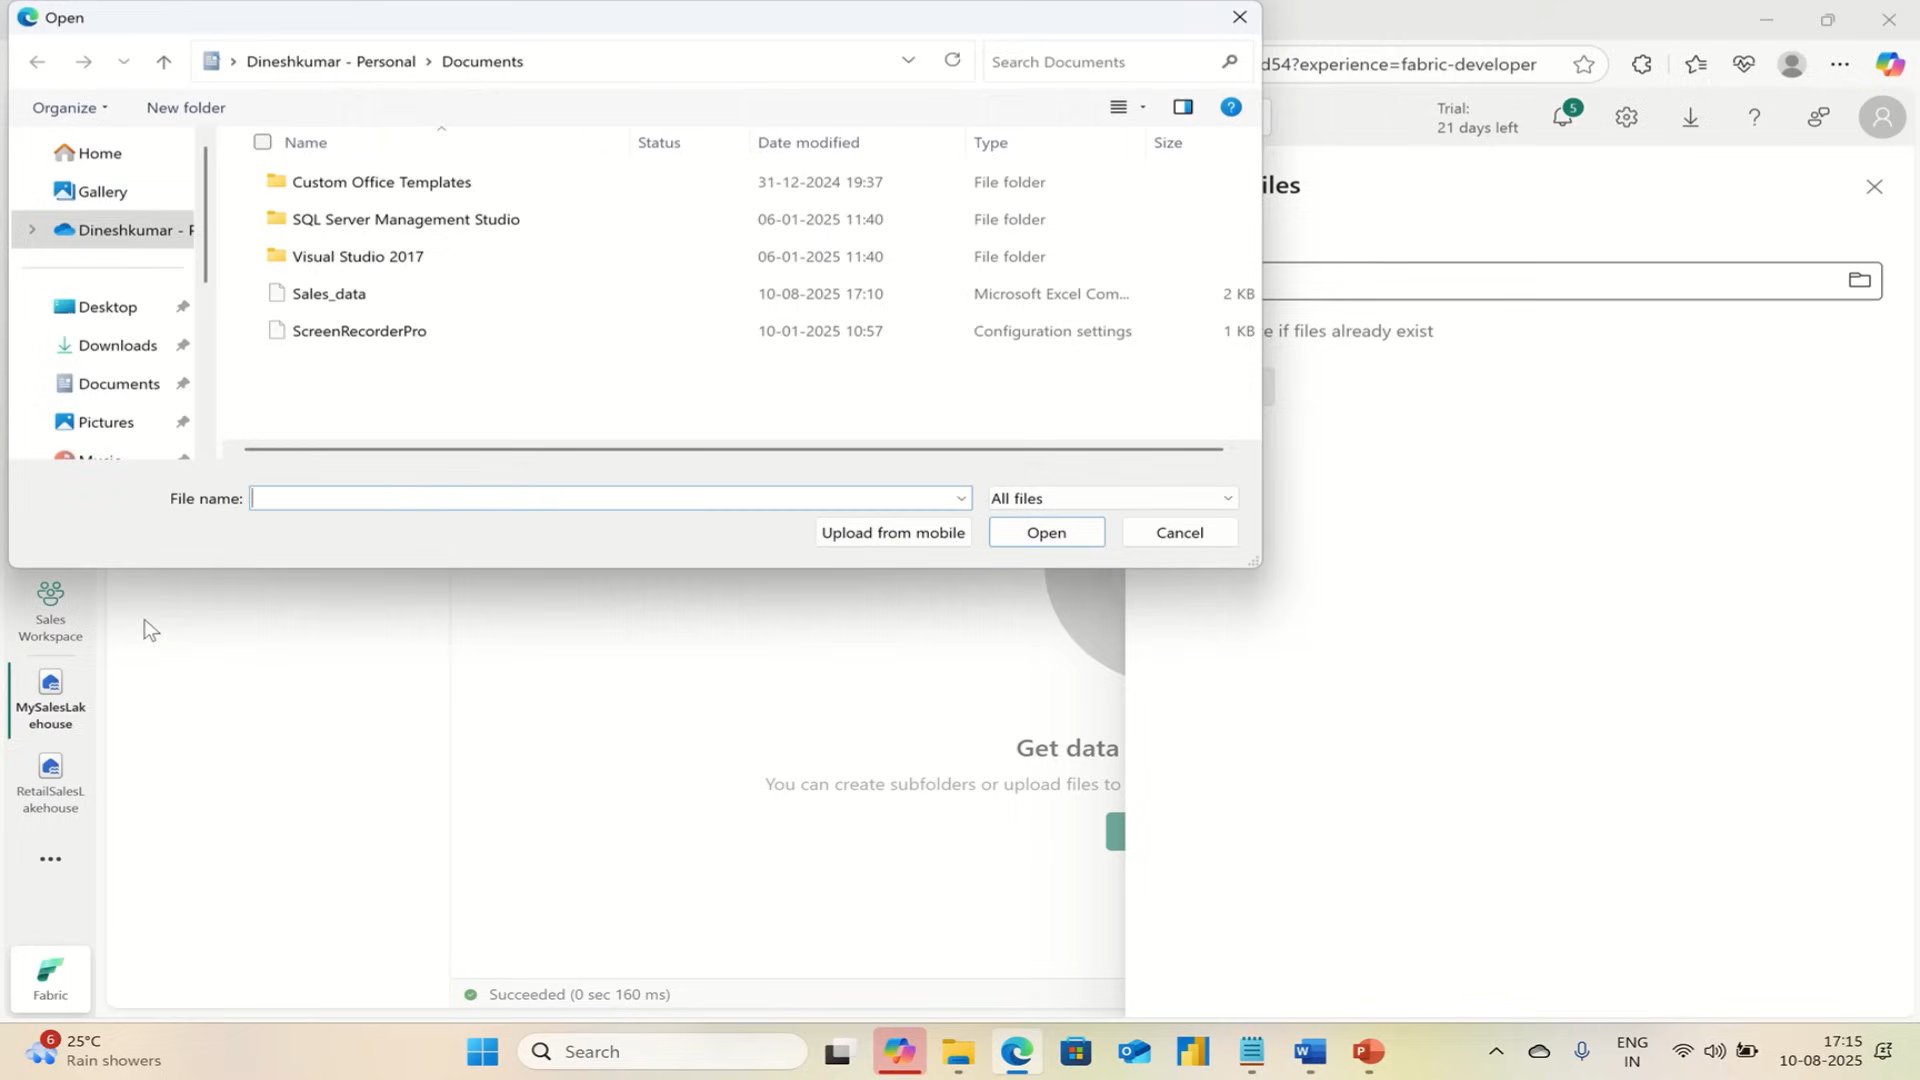 Open
Dineshkumar - Personal > Documents
Search Documents
d54?experience=fabric-developer
Organize
New folder
Trial:
21 days left
5
Name
Status
Date modified
Type
Size
Home
Gallery
Dineshkumar - P
Desktop
Downloads
Documents
Pictures
Custom Office Templates 31-12-2024 19:37 File folder
SQL Server Management Studio 06-01-2025 11:40 File folder
Visual Studio 2017 06-01-2025 11:40 File folder
Sales_data 10-08-2025 17:10 Microsoft Excel Com... 2 KB
ScreenRecorderPro 10-01-2025 10:57 Configuration settings 1 KB
iles
e if files already exist
File name:
All files
Upload from mobile
Open
Cancel
Sales
Workspace
MySalesLak
ehouse
RetailSalesL
akehouse
Fabric
Get data
You can create subfolders or upload files to
Succeeded (0 sec 160 ms)
6
25°C
Rain showers
Search
ENG
IN
17:15
10-08-2025